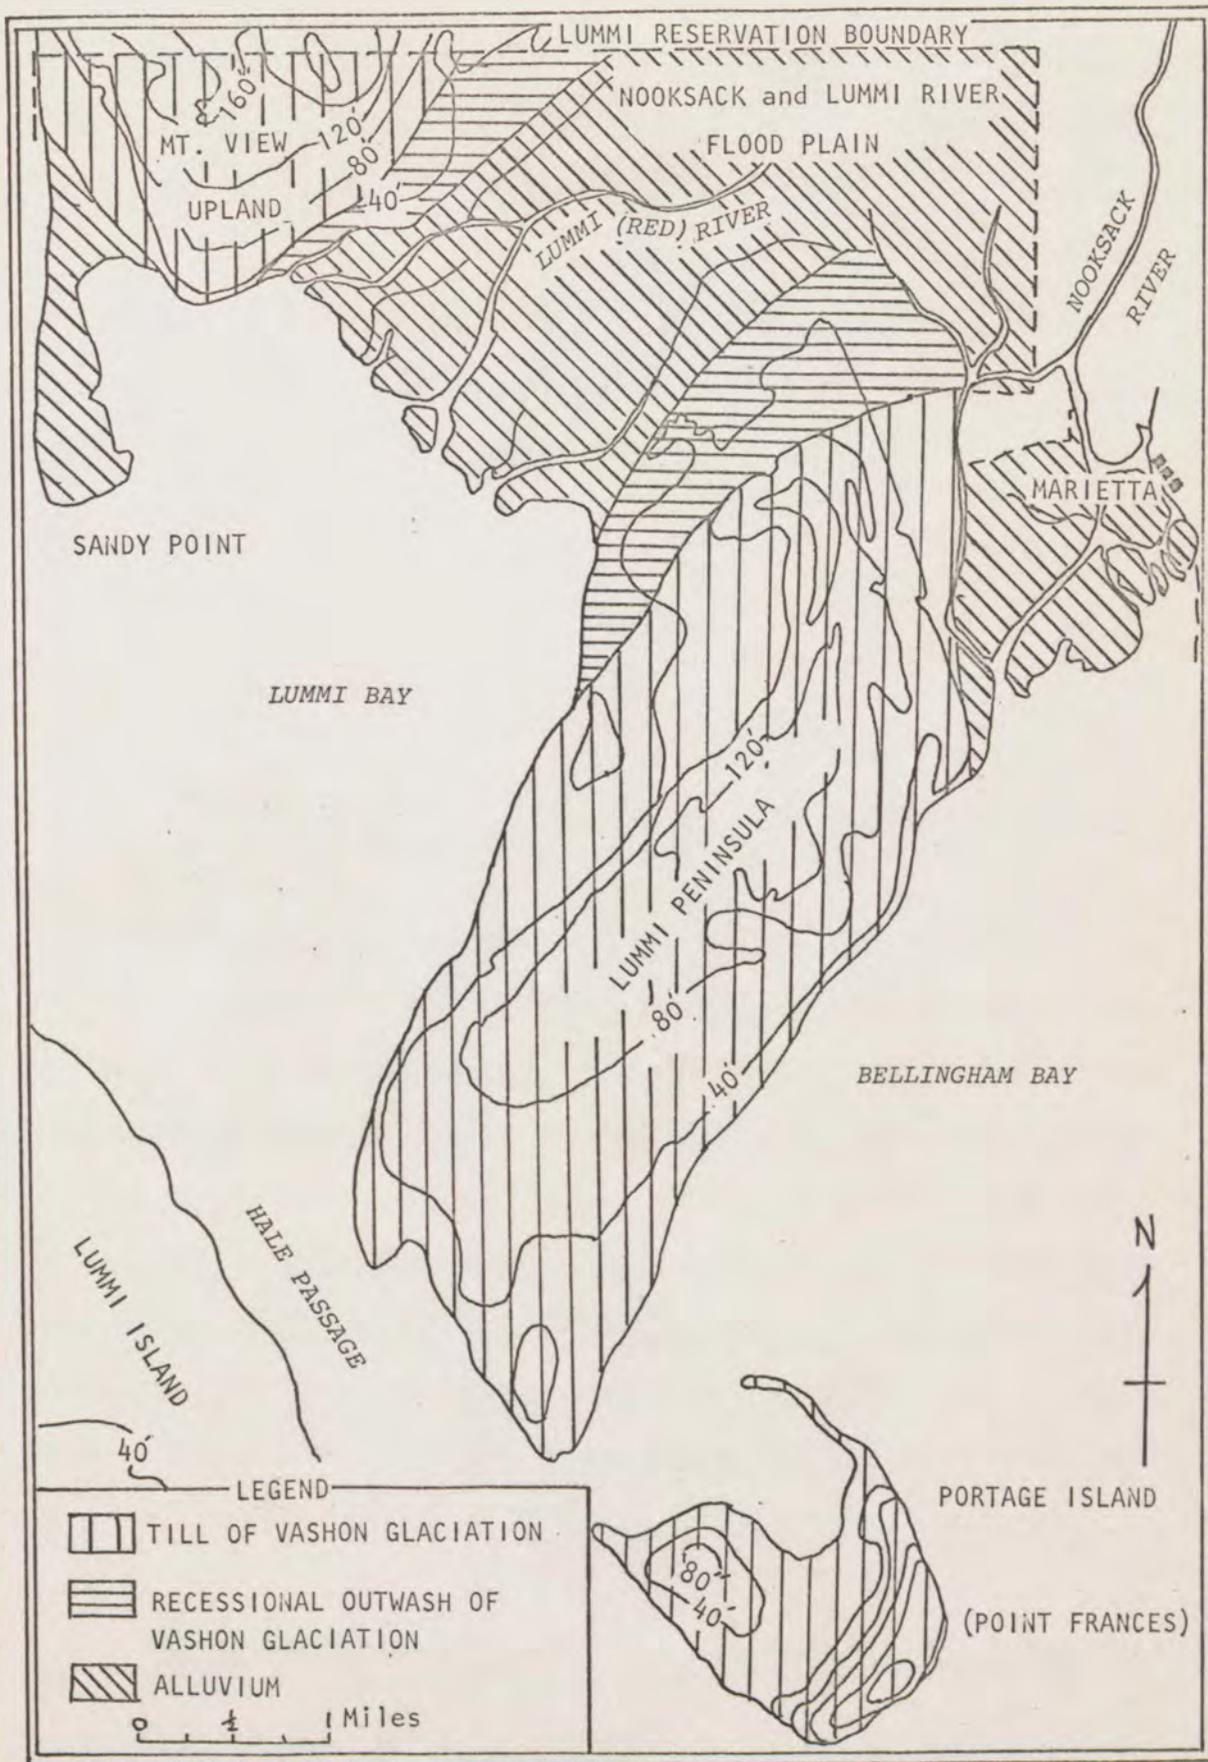 LUMMI RESERVATION BOUNDARY
NOOKSACK and LUMMI RIVER
FLOOD PLAIN
160'
MT. VIEW
120'
80'
UPLAND
40'
LUMMI (RED) RIVER
NOOKSACK
RIVER
MARIETTA
SANDY POINT
LUMMI BAY
120'
LUMMI PENINSULA
80'
40'
BELLINGHAM BAY
HALE PASSAGE
LUMMI ISLAND
40'
N
PORTAGE ISLAND
(POINT FRANCES)
80'
40'
LEGEND
TILL OF VASHON GLACIATION
RECESSIONAL OUTWASH OF
VASHON GLACIATION
ALLUVIUM
0 ½ 1 Miles